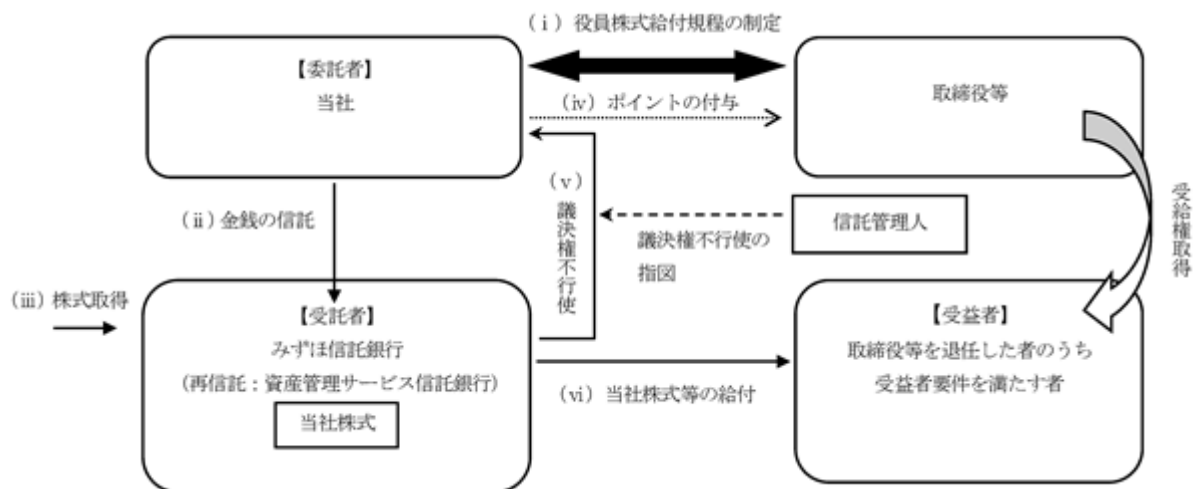 (ⅰ) 役員株式給付規程の制定
【委託者】
当社
取締役等
(ⅳ) ポイントの付与
(ⅴ)
議決権不行使
(ⅱ) 金銭の信託
信託管理人
議決権不行使の
指図
受給権取得
(ⅲ) 株式取得
【受託者】
みずほ信託銀行
(再信託：資産管理サービス信託銀行)
当社株式
(ⅵ) 当社株式等の給付
【受益者】
取締役等を退任した者のうち
受益者要件を満たす者